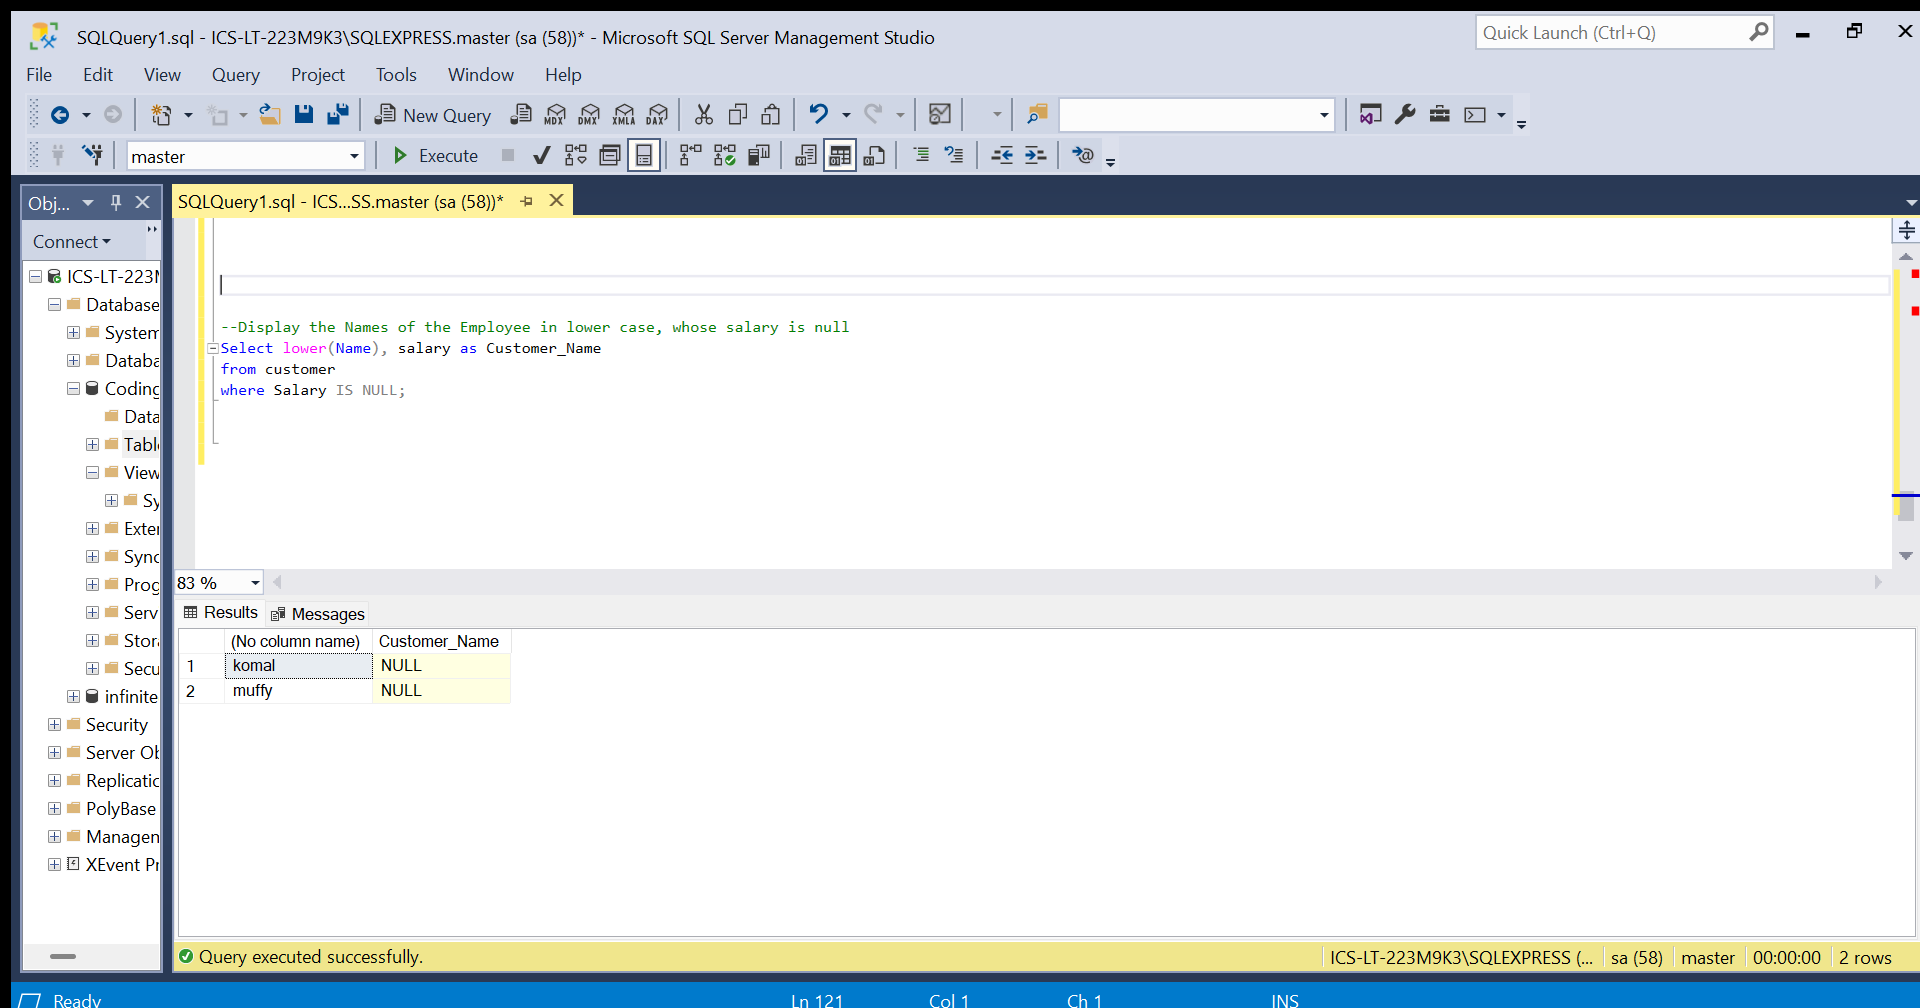 SQLQuery1.sql - ICS-LT-223M9K3\SQLEXPRESS.master (sa (58))* - Microsoft SQL Server Management Studio
Quick Launch (Ctrl+Q)
File Edit View Query Project Tools Window Help
New Query MDX DMX XMLA DAX
master Execute
Obj...
SQLQuery1.sql - ICS...SS.master (sa (58))*
Connect
ICS-LT-223M
Database
System
Databa
Coding
Data
Tabl
View
Sy
Exter
Sync
Prog
Serv
Stor
Secu
infinite
Security
Server Ob
Replicatic
PolyBase
Managem
XEvent Pr
--Display the Names of the Employee in lower case, whose salary is null
Select lower(Name), salary as Customer_Name
from customer
where Salary IS NULL;
83 %
Results Messages
(No column name) Customer_Name
1 komal NULL
2 muffy NULL
Query executed successfully.
ICS-LT-223M9K3\SQLEXPRESS (... sa (58) master 00:00:00 2 rows
Ready Ln 121 Col 1 Ch 1 INS